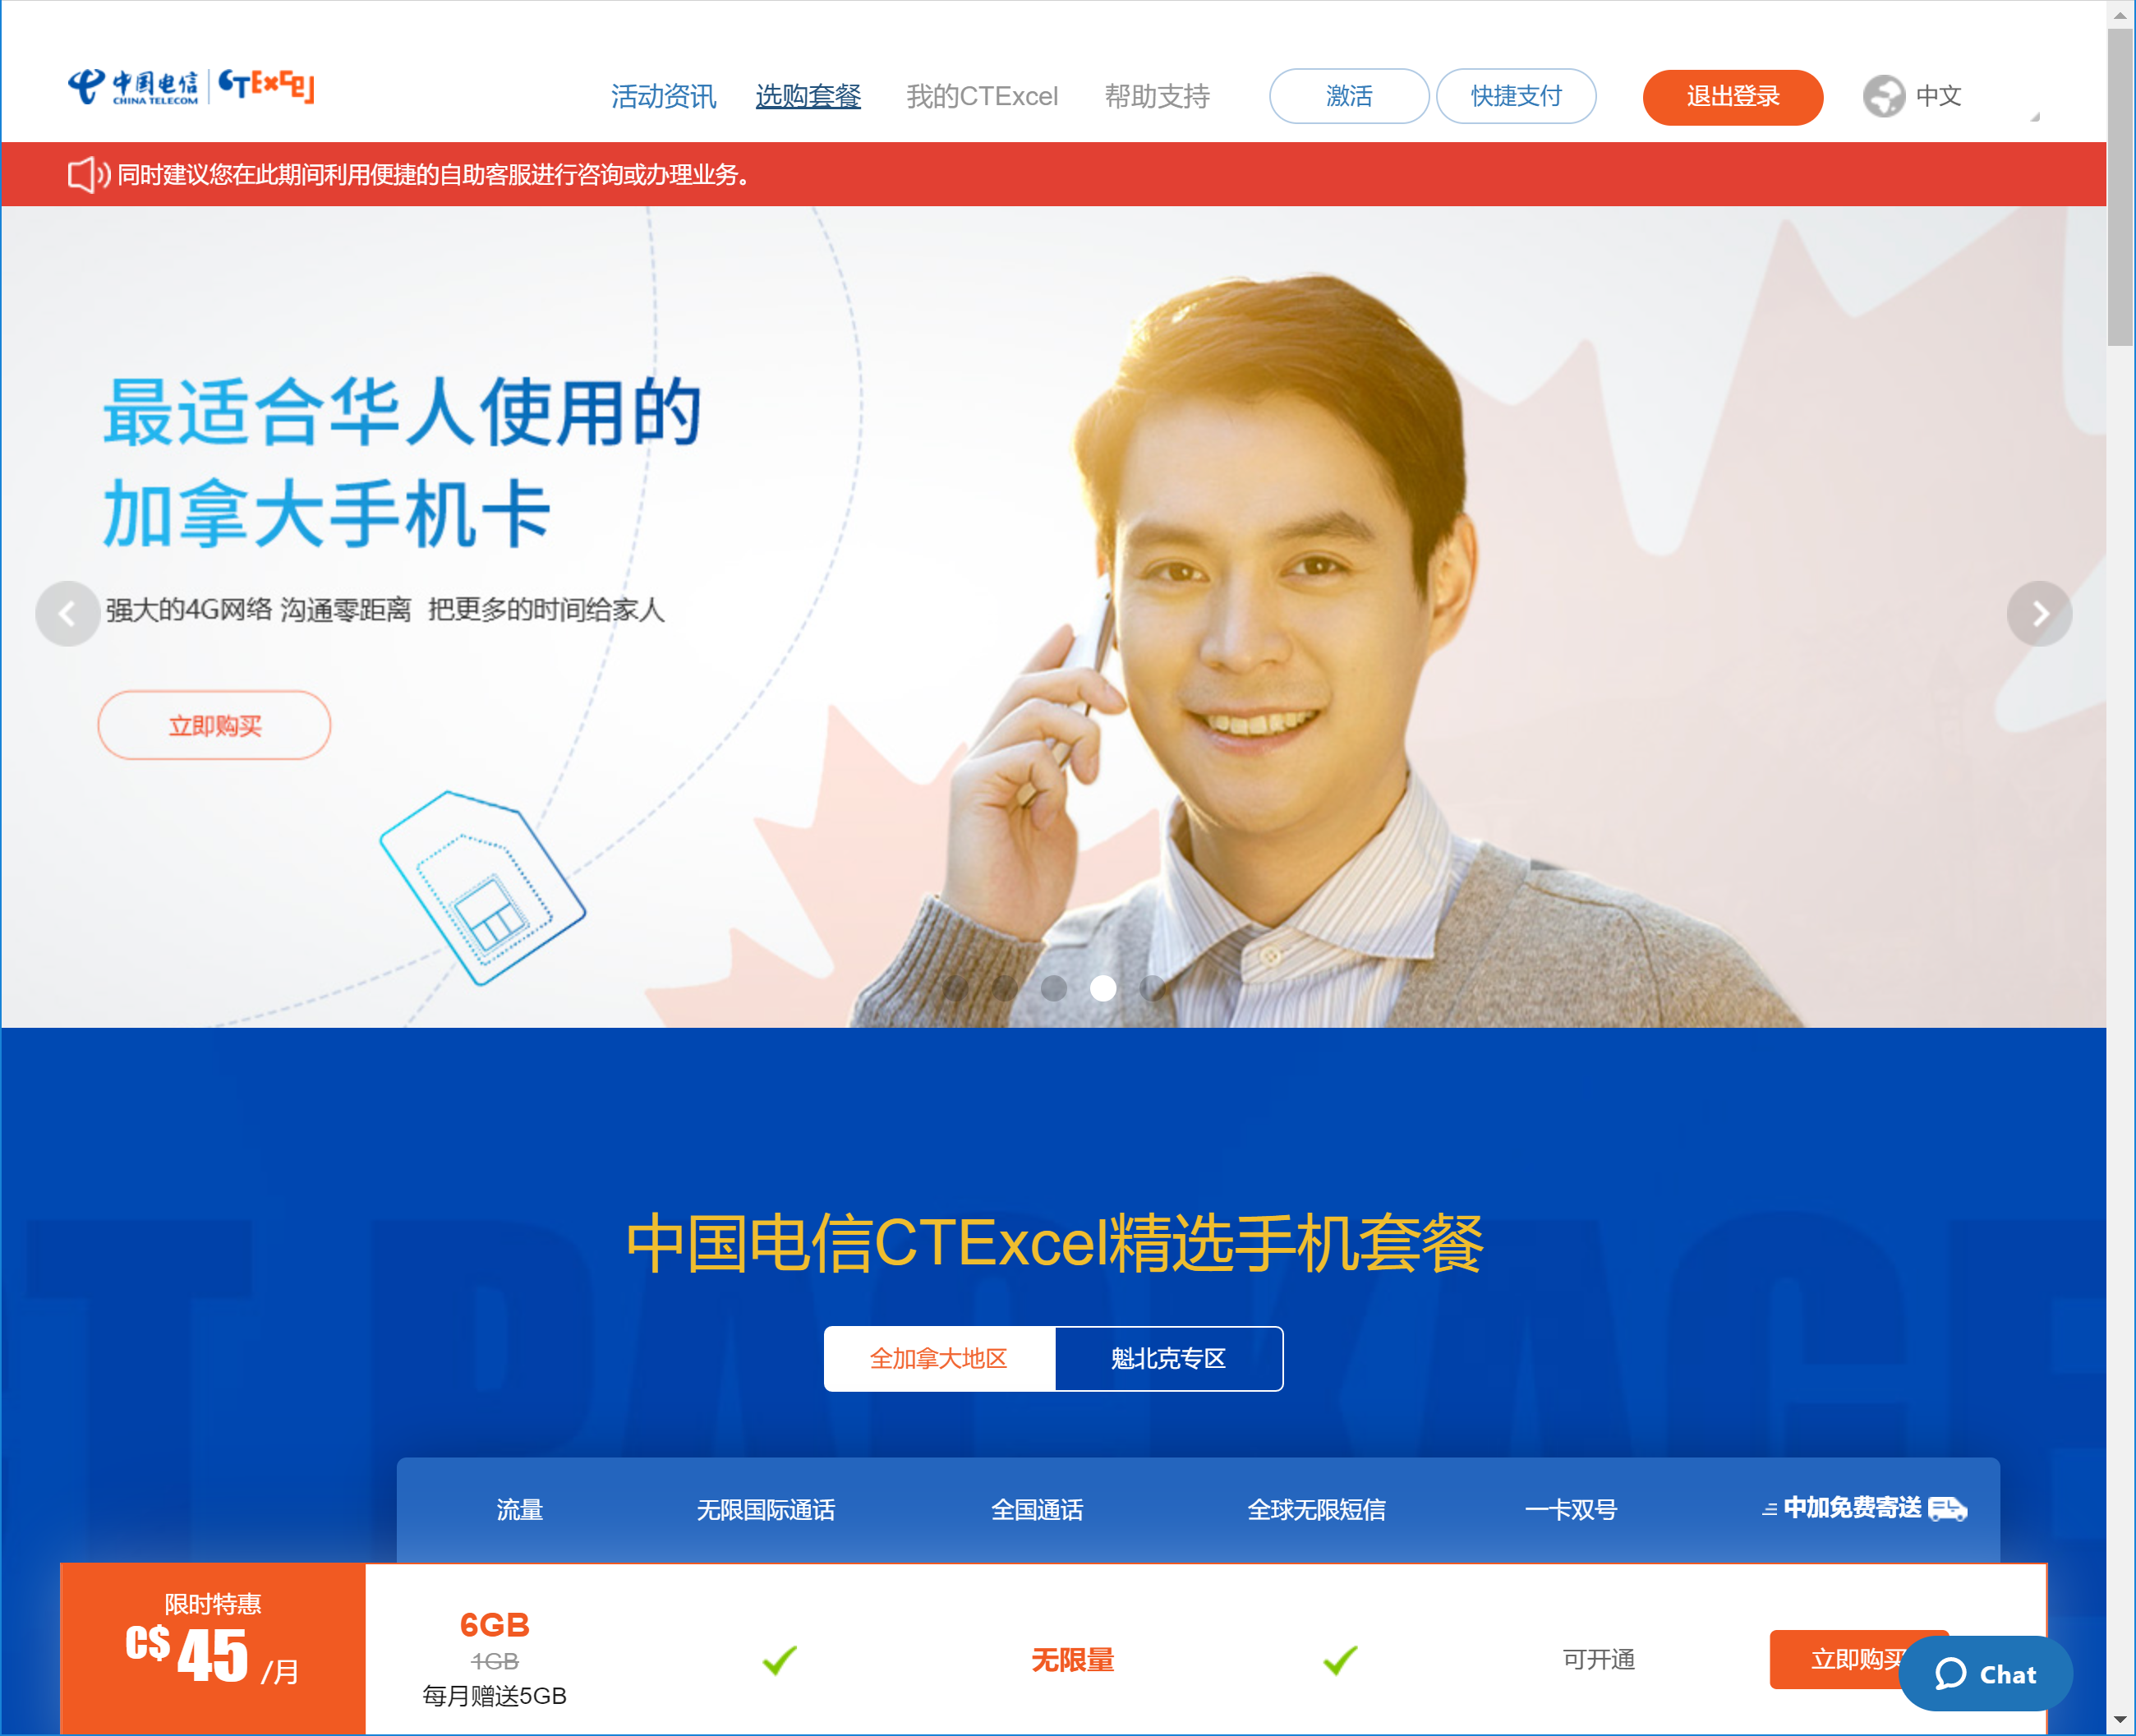 中国电信
CHINA TELECOM
CTExcel
活动资讯
选购套餐
我的CTExcel
帮助支持
激活
快捷支付
退出登录
中文
同时建议您在此期间利用便捷的自助客服进行咨询或办理业务。
最适合华人使用的
加拿大手机卡
强大的4G网络 沟通零距离 把更多的时间给家人
立即购买
中国电信CTExcel精选手机套餐
全加拿大地区
魁北克专区
流量
无限国际通话
全国通话
全球无限短信
一卡双号
中加免费寄送
限时特惠
C$45 /月
6GB
1GB
每月赠送5GB
无限量
可开通
立即购买
Chat